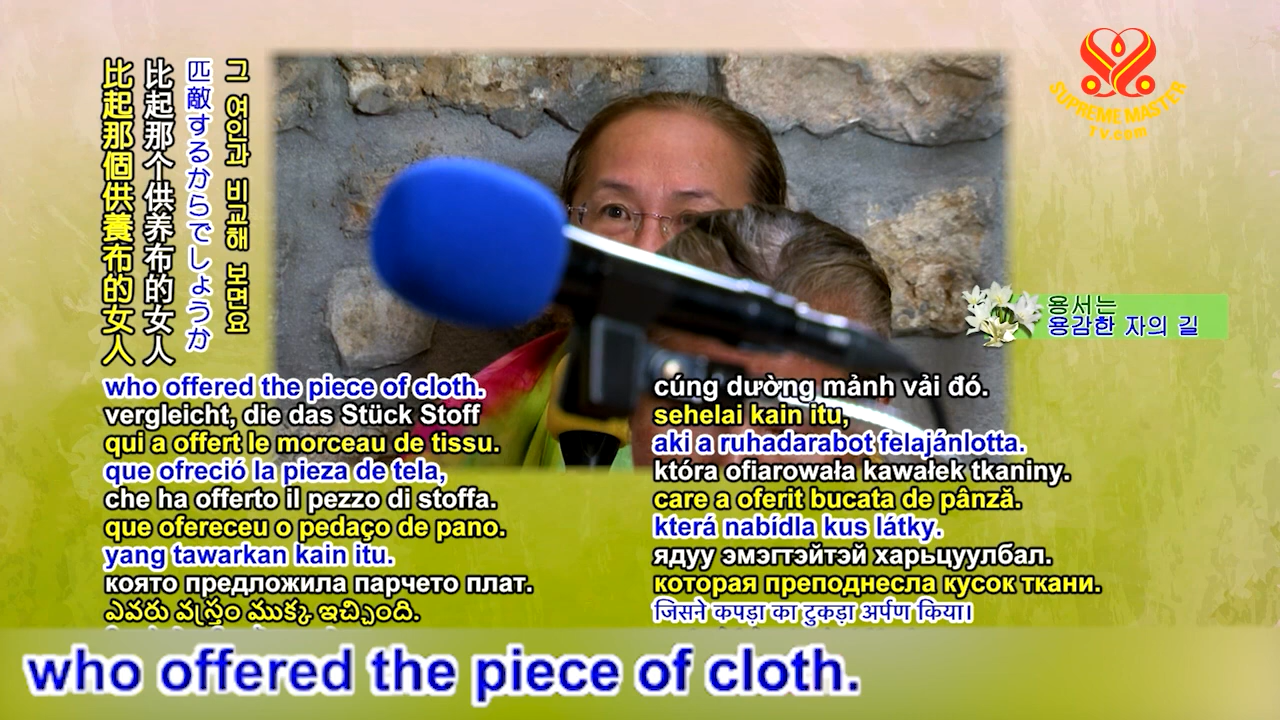 그 여인과 비교해 보면요
匹敵するからでしょうか
比起那个供养布的女人
比起那個供養布的女人
SUPREME MASTER
TV.com
용서는
용감한 자의 길
who offered the piece of cloth.
vergleicht, die das Stück Stoff
qui a offert le morceau de tissu.
que ofreció la pieza de tela,
che ha offerto il pezzo di stoffa.
que ofereceu o pedaço de pano.
yang tawarkan kain itu.
която предложила парчето плат.
ఎవరు వస్త్రం ముక్క ఇచ్చింది.
cúng dường mảnh vải đó.
sehelai kain itu,
aki a ruhadarabot felajánlotta.
która ofiarowała kawałek tkaniny.
care a oferit bucata de pânză.
která nabídla kus látky.
ядуу эмэгтэйтэй харьцуулбал.
которая преподнесла кусок ткани.
जिसने कपड़ा का टुकड़ा अर्पण किया।
who offered the piece of cloth.